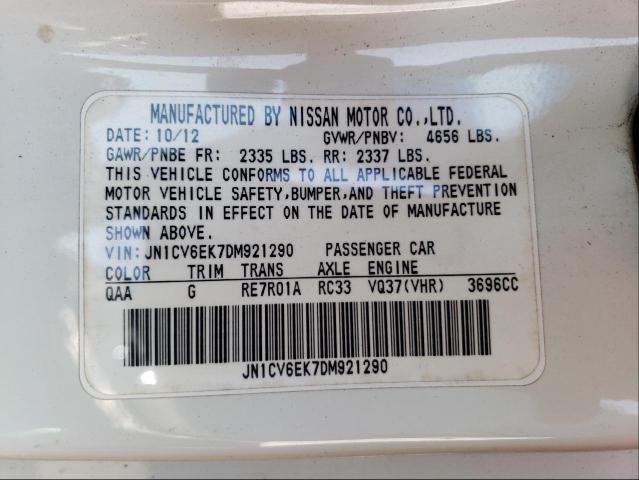 MANUFACTURED BY NISSAN MOTOR CO.,LTD.
DATE: 10/12 GVWR/PNBV: 4656 LBS.
GAWR/PNBE FR: 2335 LBS. RR: 2337 LBS.
THIS VEHICLE CONFORMS TO ALL APPLICABLE FEDERAL
MOTOR VEHICLE SAFETY,BUMPER,AND THEFT PREVENTION
STANDARDS IN EFFECT ON THE DATE OF MANUFACTURE
SHOWN ABOVE.
VIN: JN1CV6EK7DM921290 PASSENGER CAR
COLOR TRIM TRANS AXLE ENGINE
QAA G RE7R01A RC33 VQ37(VHR) 3696CC
JN1CV6EK7DM921290